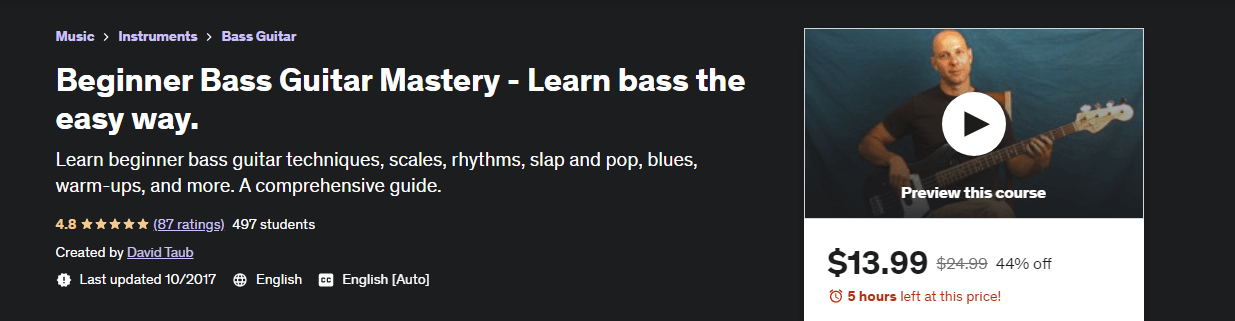 Music > Instruments > Bass Guitar
Beginner Bass Guitar Mastery - Learn bass the
easy way.
Learn beginner bass guitar techniques, scales, rhythms, slap and pop, blues,
warm-ups, and more. A comprehensive guide.
4.8 ★★★★★ (87 ratings) 497 students
Created by David Taub
Last updated 10/2017 English CC English [Auto]
Preview this course
$13.99 $24.99 44% off
5 hours left at this price!